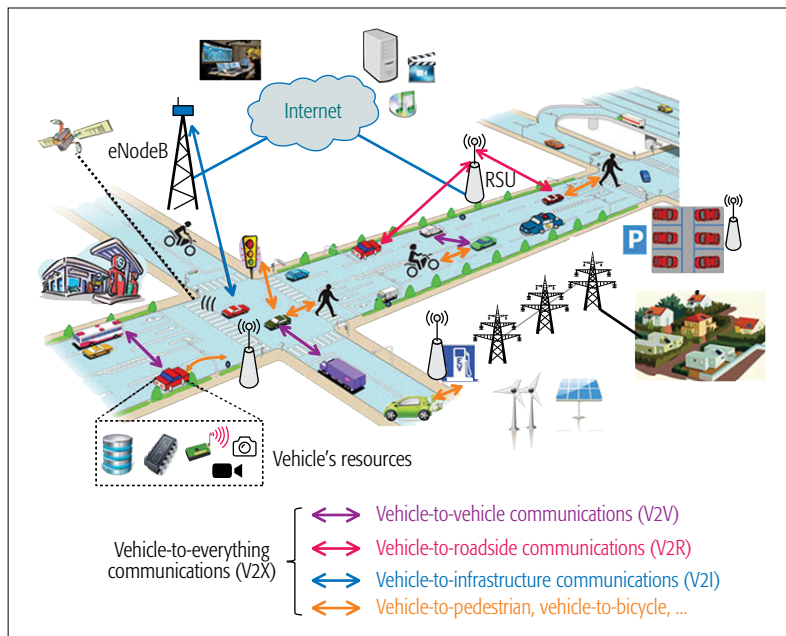 Internet
eNodeB
RSU
P
Vehicle's resources
Vehicle-to-everything
communications (V2X)
Vehicle-to-vehicle communications (V2V)
Vehicle-to-roadside communications (V2R)
Vehicle-to-infrastructure communications (V2I)
Vehicle-to-pedestrian, vehicle-to-bicycle, ...